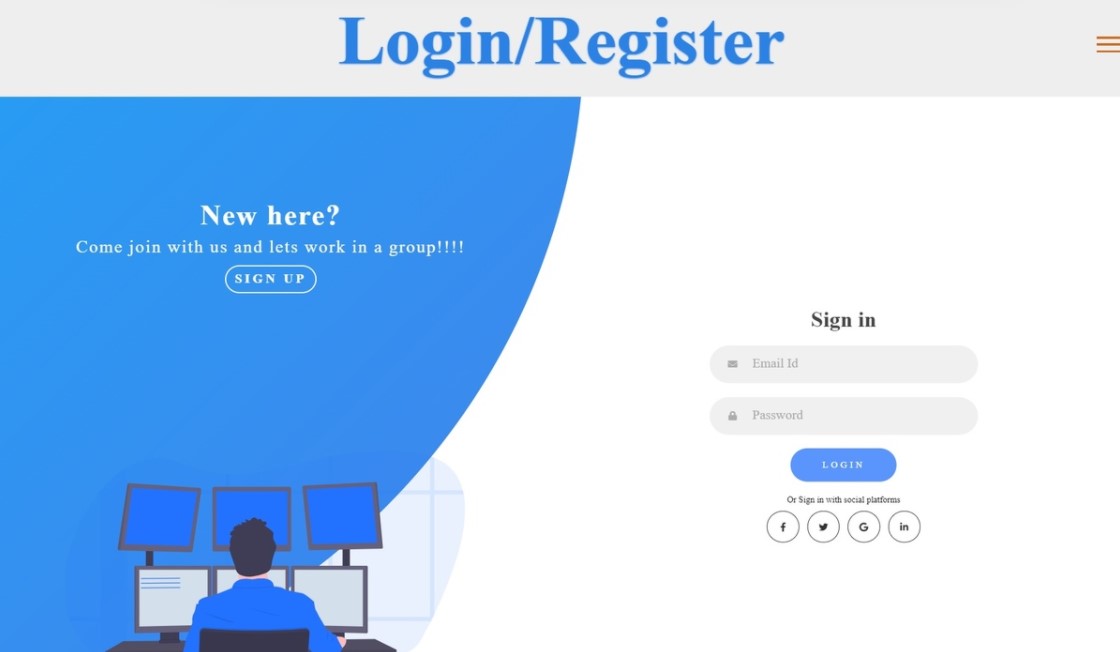 Login/Register
New here?
Come join with us and lets work in a group!!!!
SIGN UP
Sign in
Email Id
Password
LOGIN
Or Sign in with social platforms